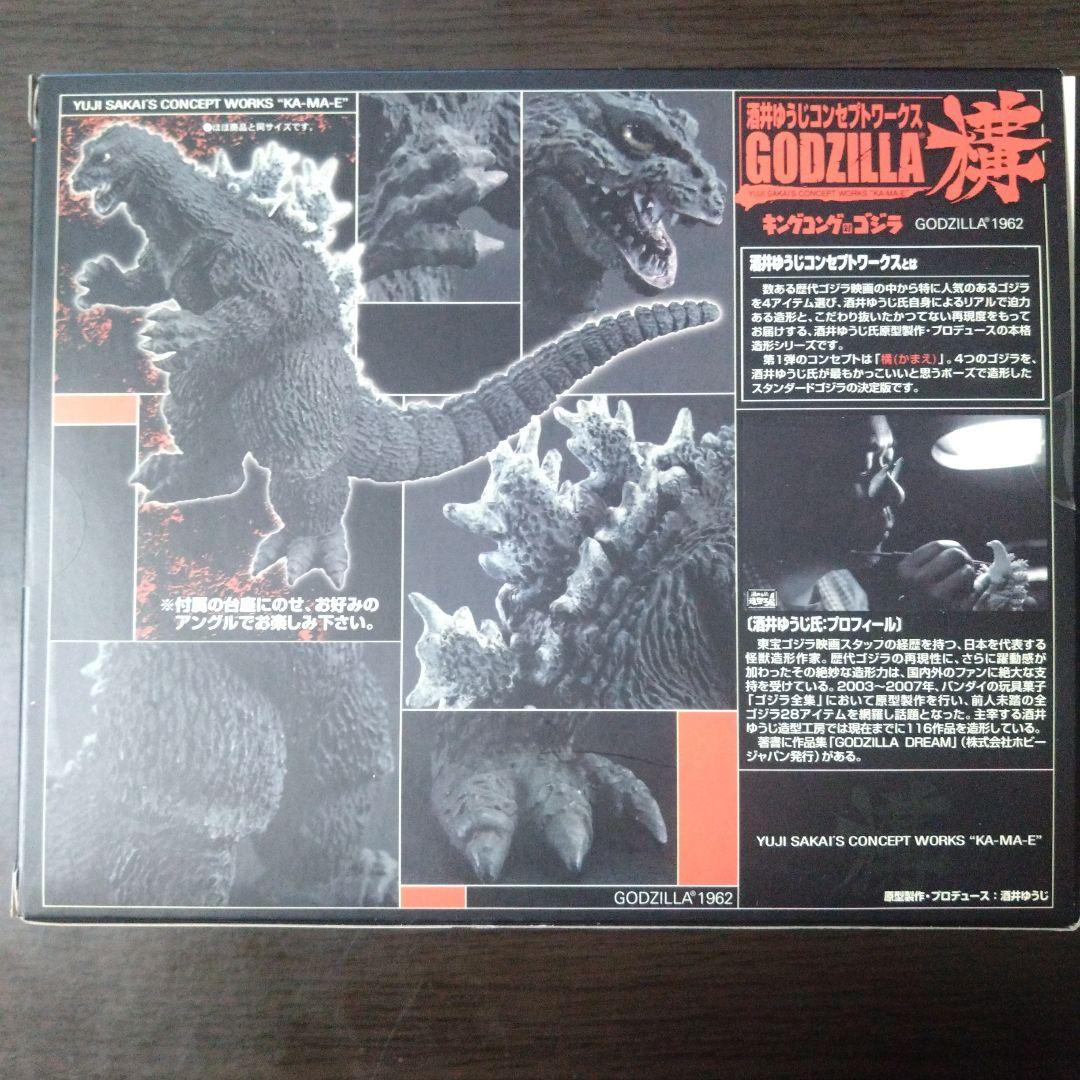 YUJI SAKAI'S CONCEPT WORKS "KA-MA-E"
●ほぼ商品と同サイズです。
※付属の台座にのせ、お好みの
アングルでお楽しみ下さい。
GODZILLA®1962
酒井ゆうじコンセプトワークス
GODZILLA
構
YUJI SAKAI'S CONCEPT WORKS "KA-MA-E"
キングコング対ゴジラ GODZILLA®1962
酒井ゆうじコンセプトワークスとは
数ある歴代ゴジラ映画の中から特に人気のあるゴジラ
を4アイテム選び、酒井ゆうじ氏自身によるリアルで迫力
ある造形と、こだわり抜いたかつてない再現度をもって
お届けする、酒井ゆうじ氏原型製作・プロデュースの本格
造形シリーズです。
第1弾のコンセプトは「構(かまえ)」。4つのゴジラを、
酒井ゆうじ氏が最もかっこいいと思うポーズで造形した
スタンダードゴジラの決定版です。
〔酒井ゆうじ氏:プロフィール〕
東宝ゴジラ映画スタッフの経歴を持つ、日本を代表する
怪獣造形作家。歴代ゴジラの再現性に、さらに躍動感が
加わったその絶妙な造形力は、国内外のファンに絶大な支
持を受けている。2003〜2007年、バンダイの玩具菓子
「ゴジラ全集」において原型製作を行い、前人未踏の全
ゴジラ28アイテムを網羅し話題となった。主宰する酒井
ゆうじ造型工房では現在までに116作品を造形している。
著書に作品集「GODZILLA DREAM」(株式会社ホビー
ジャパン発行)がある。
YUJI SAKAI'S CONCEPT WORKS "KA-MA-E"
原型製作・プロデュース：酒井ゆうじ